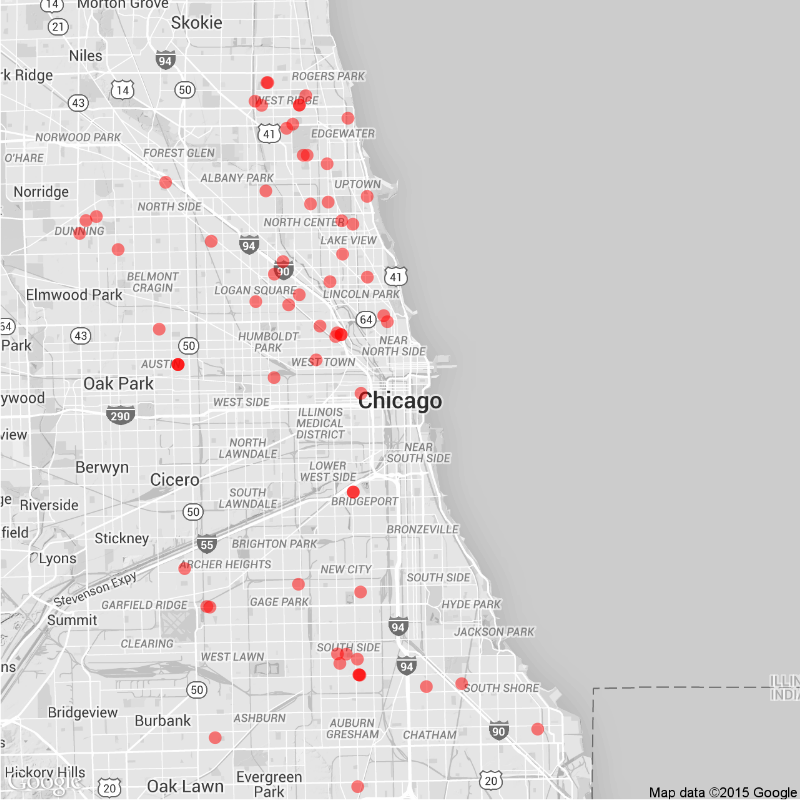 14
Morton Grove
21
Skokie
Niles
94
rk Ridge
ROGERS PARK
14
50
43
WEST RIDGE
41
EDGEWATER
NORWOOD PARK
O'HARE
FOREST GLEN
ALBANY PARK
UPTOWN
Norridge
NORTH SIDE
NORTH CENTER
DUNNING
LAKE VIEW
94
90
41
BELMONT
CRAGIN
LOGAN SQUARE
LINCOLN PARK
Elmwood Park
64
64
43
HUMBOLDT
PARK
NEAR
NORTH SIDE
Park
50
AUSTIN
WEST TOWN
Oak Park
ywood
WEST SIDE
Chicago
290
ILLINOIS
MEDICAL
DISTRICT
view
NORTH
LAWNDALE
NEAR
SOUTH SIDE
Berwyn
LOWER
WEST SIDE
Cicero
ge
Riverside
SOUTH
LAWNDALE
BRIDGEPORT
50
field
Stickney
BRONZEVILLE
55
BRIGHTON PARK
Lyons
ARCHER HEIGHTS
NEW CITY
SOUTH SIDE
Stevenson Expy
GARFIELD RIDGE
GAGE PARK
HYDE PARK
Summit
94
JACKSON PARK
CLEARING
SOUTH SIDE
WEST LAWN
94
ns
50
SOUTH SHORE
ILLIN
INDIA
Bridgeview
Burbank
ASHBURN
AUBURN
GRESHAM
CHATHAM
90
s
Hickory Hills
Google
20
Oak Lawn
Evergreen
Park
20
Map data ©2015 Google